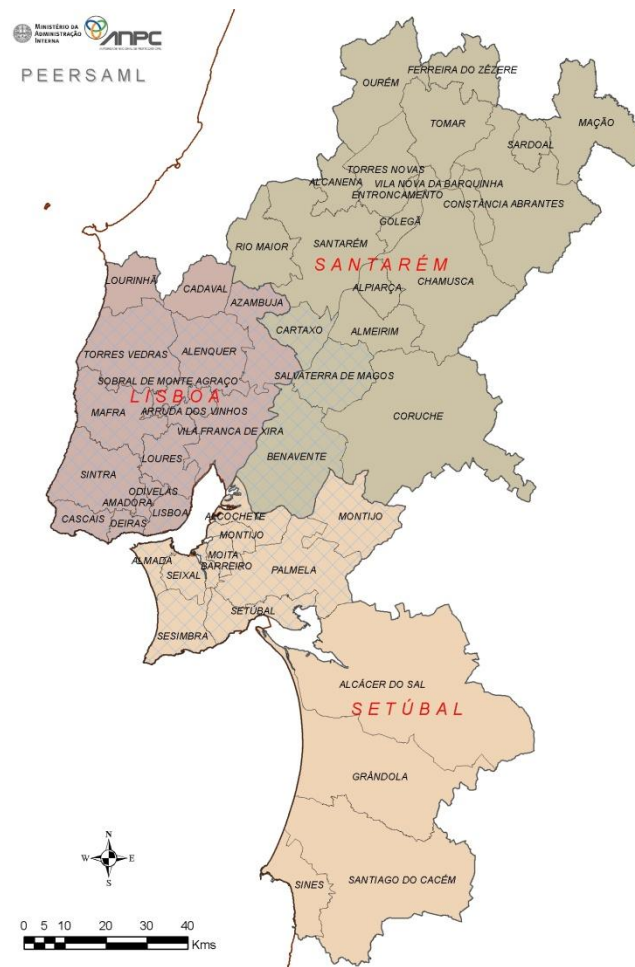 MINISTÉRIO DA
ADMINISTRAÇÃO
INTERNA
ANPC
PEERSAML
OURÉM
FERREIRA DO ZÊZERE
TOMAR
MAÇÃO
SARDOAL
TORRES NOVAS
ALCANENA
VILA NOVA DA BARQUINHA
ENTRONCAMENTO
CONSTÂNCIA
ABRANTES
GOLEGÃ
RIO MAIOR
SANTARÉM
SANTARÉM
CHAMUSCA
ALPIARÇA
LOURINHÃ
CADAVAL
AZAMBUJA
CARTAXO
ALMEIRIM
TORRES VEDRAS
ALENQUER
SALVATERRA DE MAGOS
SOBRAL DE MONTE AGRAÇO
LISBOA
MAFRA
ARRUDA DOS VINHOS
CORUCHE
VILA FRANCA DE XIRA
LOURES
BENAVENTE
SINTRA
ODIVELAS
AMADORA
LISBOA
CASCAIS
OEIRAS
ALCOCHETE
MONTIJO
MONTIJO
ALMADA
MOITA
BARREIRO
SEIXAL
PALMELA
SETÚBAL
SESIMBRA
ALCÁCER DO SAL
SETÚBAL
GRÂNDOLA
SINES
SANTIAGO DO CACÉM
N
W
E
S
0 5 10 20 30 40
Kms